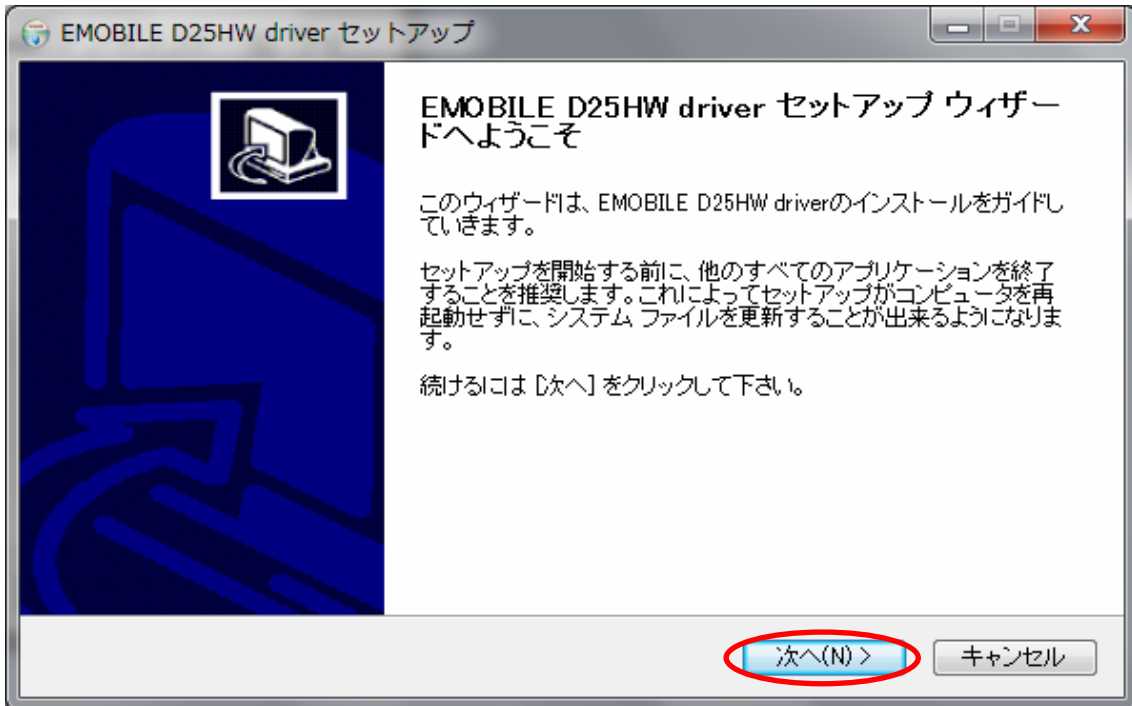 EMOBILE D25HW driver セットアップ
EMOBILE D25HW driver セットアップ ウィザー
ドへようこそ
このウィザードは、EMOBILE D25HW driverのインストールをガイドし
ていきます。
セットアップを開始する前に、他のすべてのアプリケーションを終了
することを推奨します。これによってセットアップがコンピュータを再
起動せずに、システム ファイルを更新することが出来るようになりま
す。
続けるには [次へ] をクリックして下さい。
次へ(N) >
キャンセル